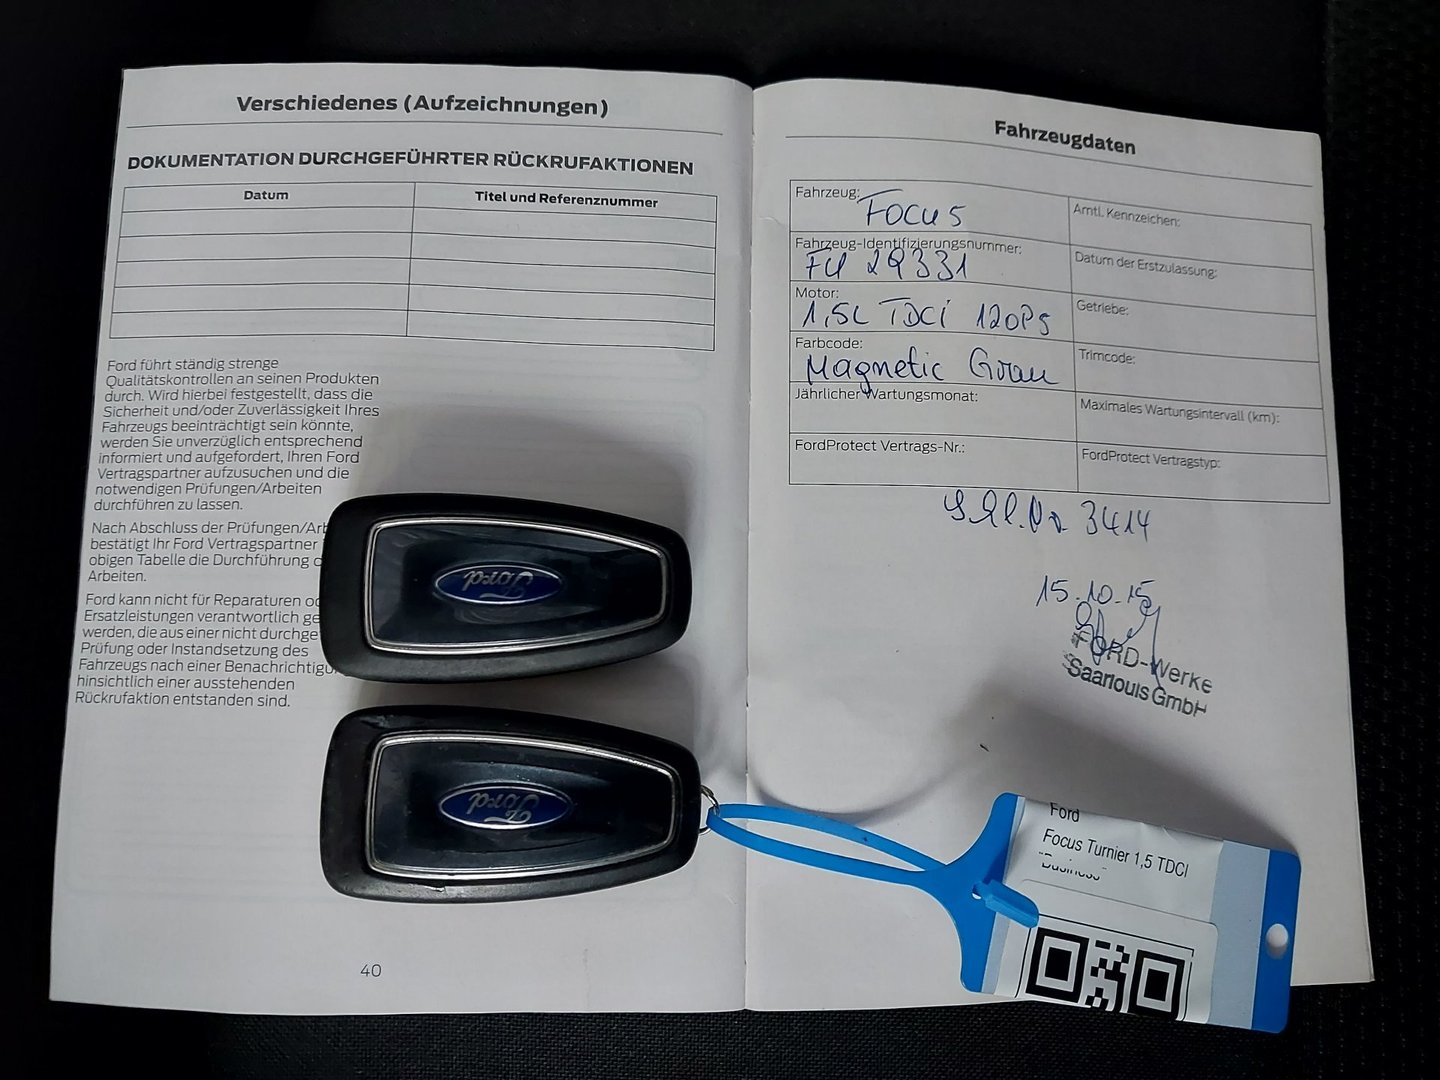 Verschiedenes (Aufzeichnungen)
DOKUMENTATION DURCHGEFÜHRTER RÜCKRUFAKTIONEN
Datum
Titel und Referenznummer
Ford führt ständig strenge
Qualitätskontrollen an seinen Produkten
durch. Wird hierbei festgestellt, dass die
Sicherheit und/oder Zuverlässigkeit Ihres
Fahrzeugs beeinträchtigt sein könnte,
werden Sie unverzüglich entsprechend
informiert und aufgefordert, Ihren Ford
Vertragspartner aufzusuchen und die
notwendigen Prüfungen/Arbeiten
durchführen zu lassen.
Nach Abschluss der Prüfungen/Arb
bestätigt Ihr Ford Vertragspartner
obigen Tabelle die Durchführung
Arbeiten.
Ford kann nicht für Reparaturen od
Ersatzleistungen verantwortlich ge
werden, die aus einer nicht durchge
Prüfung oder Instandsetzung des
Fahrzeugs nach einer Benachrichtigu
hinsichtlich einer ausstehenden
Rückrufaktion entstanden sind.
40
Ford
Ford
Fahrzeugdaten
Fahrzeug:
Focus
Amtl. Kennzeichen:
Fahrzeug-Identifizierungsnummer:
29331
Datum der Erstzulassung:
Motor:
1,5L TDCi 120PS
Getriebe:
Farbcode:
Magnetic Grau
Trimcode:
Jährlicher Wartungsmonat:
Maximales Wartungsintervall (km):
FordProtect Vertrags-Nr.:
FordProtect Vertragstyp:
3414
15.10.15
FORD-Werke
Saarlouis GmbH
Ford
Focus Turnier 1,5 TDCI
"Business"